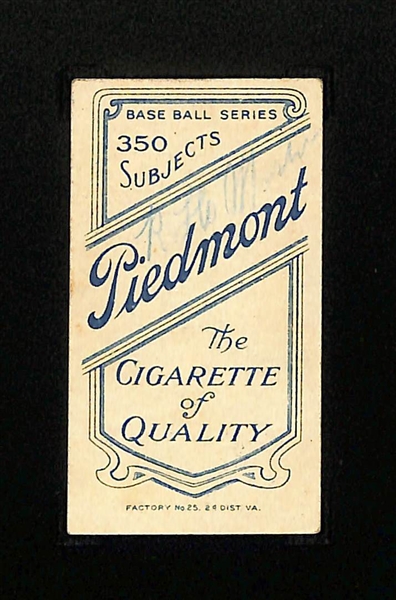 BASE BALL SERIES
350
SUBJECTS
Piedmont
The
CIGARETTE
of
QUALITY
FACTORY No 25. 2d DIST VA.